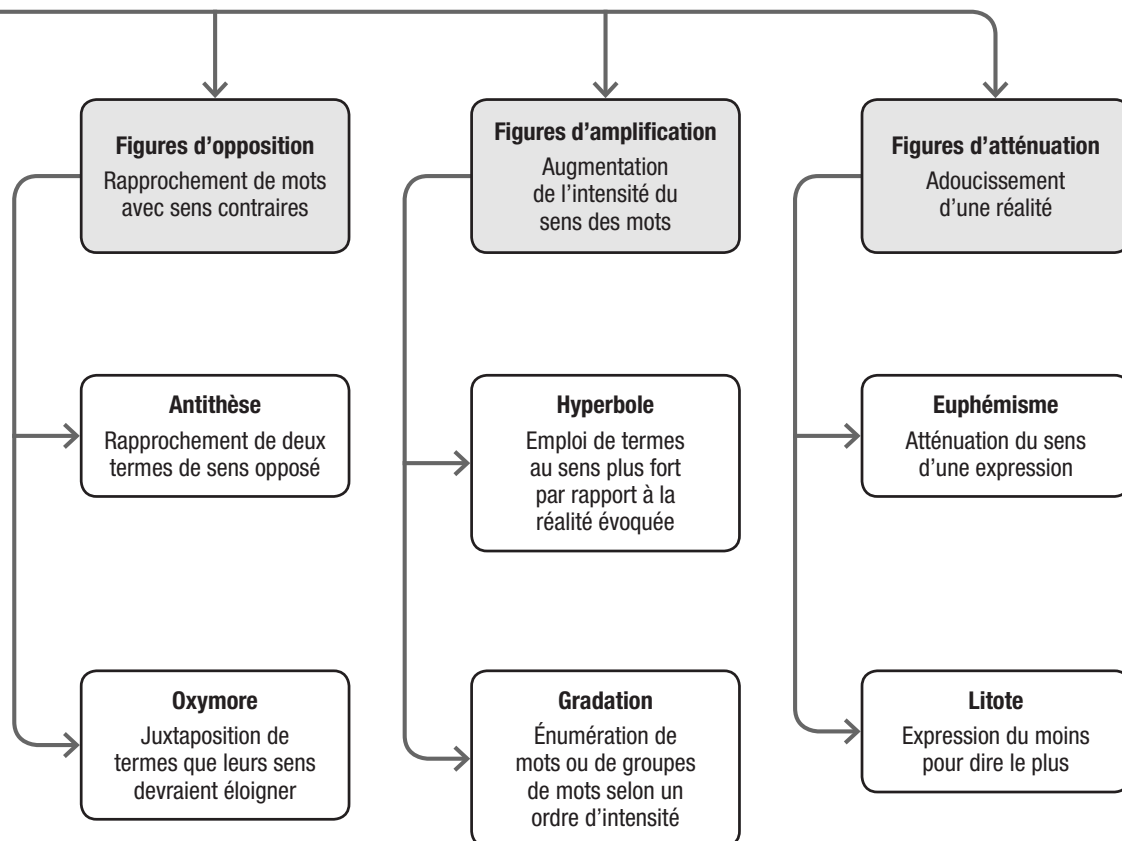 Figures d'opposition
Rapprochement de mots
avec sens contraires
Figures d'amplification
Augmentation
de l'intensité du
sens des mots
Figures d'atténuation
Adoucissement
d'une réalité
Antithèse
Rapprochement de deux
termes de sens opposé
Hyperbole
Emploi de termes
au sens plus fort
par rapport à la
réalité évoquée
Euphémisme
Atténuation du sens
d'une expression
Oxymore
Juxtaposition de
termes que leurs sens
devraient éloigner
Gradation
Énumération de
mots ou de groupes
de mots selon un
ordre d'intensité
Litote
Expression du moins
pour dire le plus